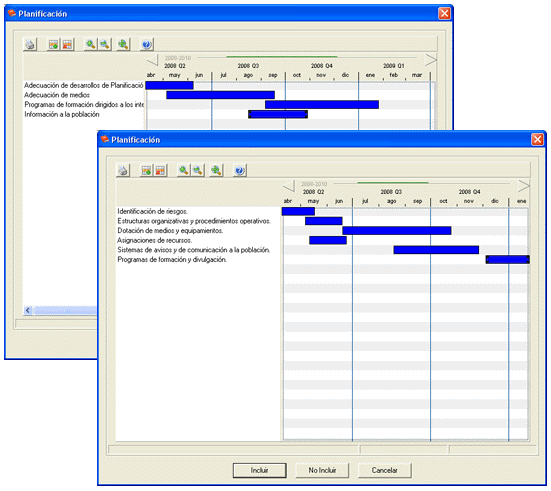 Planificación
2000-2010
2008 Q2 2008 Q3 2008 Q4 2009 Q1
abr may jun jul ago sep oct nov dic ene feb mar
Adecuación de desarrollos de Planificació
Adecuación de medios
Programas de formación dirigidos a los inte
Información a la población
Planificación
2000-2010
2008 Q2 2008 Q3 2008 Q4
abr may jun jul ago sep oct nov dic ene
Identificación de riesgos.
Estructuras organizativas y procedimientos operativos.
Dotación de medios y equipamientos.
Asignaciones de recursos.
Sistemas de avisos y de comunicación a la población.
Programas de formación y divulgación.
Incluir No Incluir Cancelar